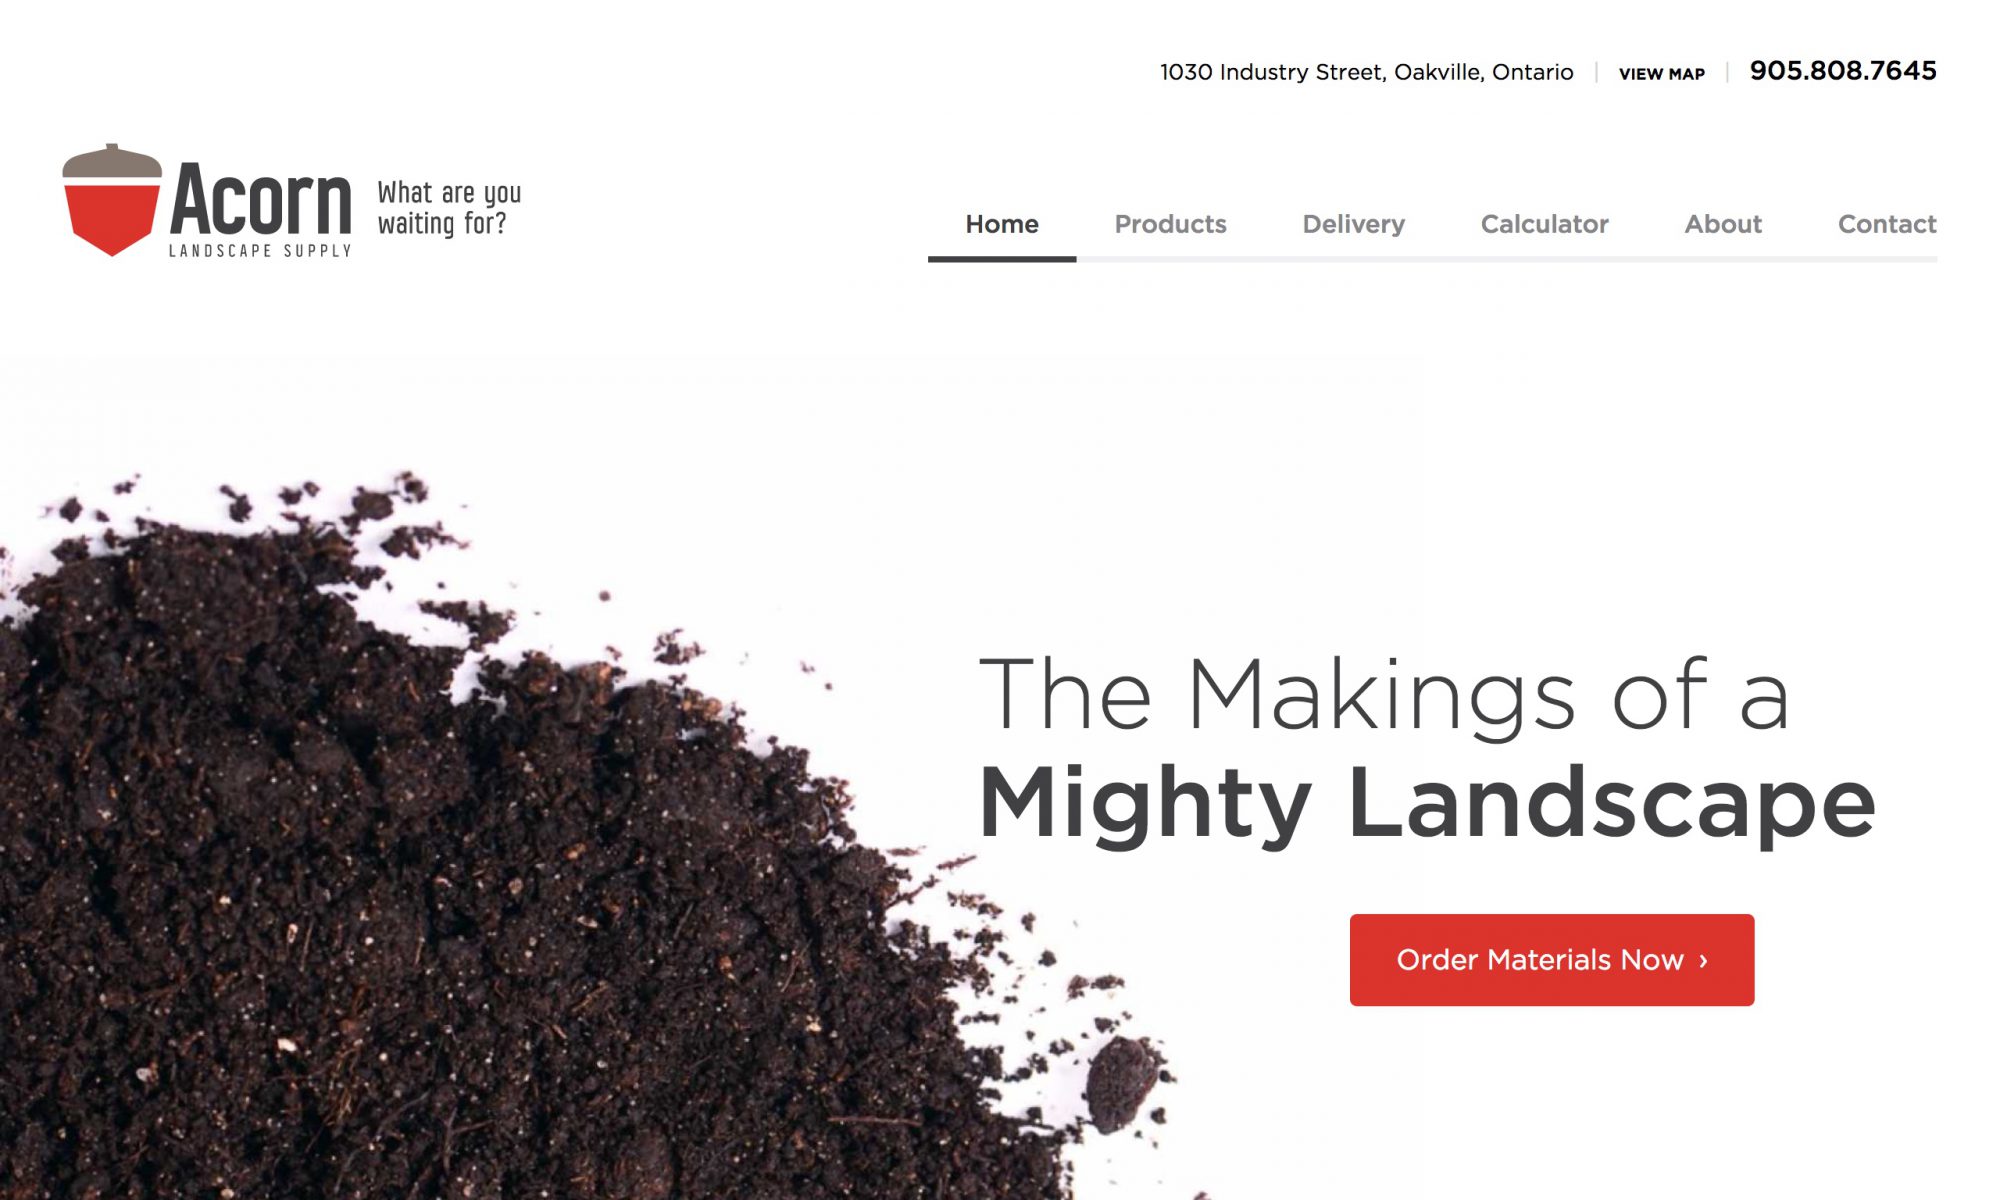 1030 Industry Street, Oakville, Ontario | VIEW MAP | 905.808.7645
Acorn
LANDSCAPE SUPPLY
What are you
waiting for?
Home Products Delivery Calculator About Contact
The Makings of a
Mighty Landscape
Order Materials Now ›